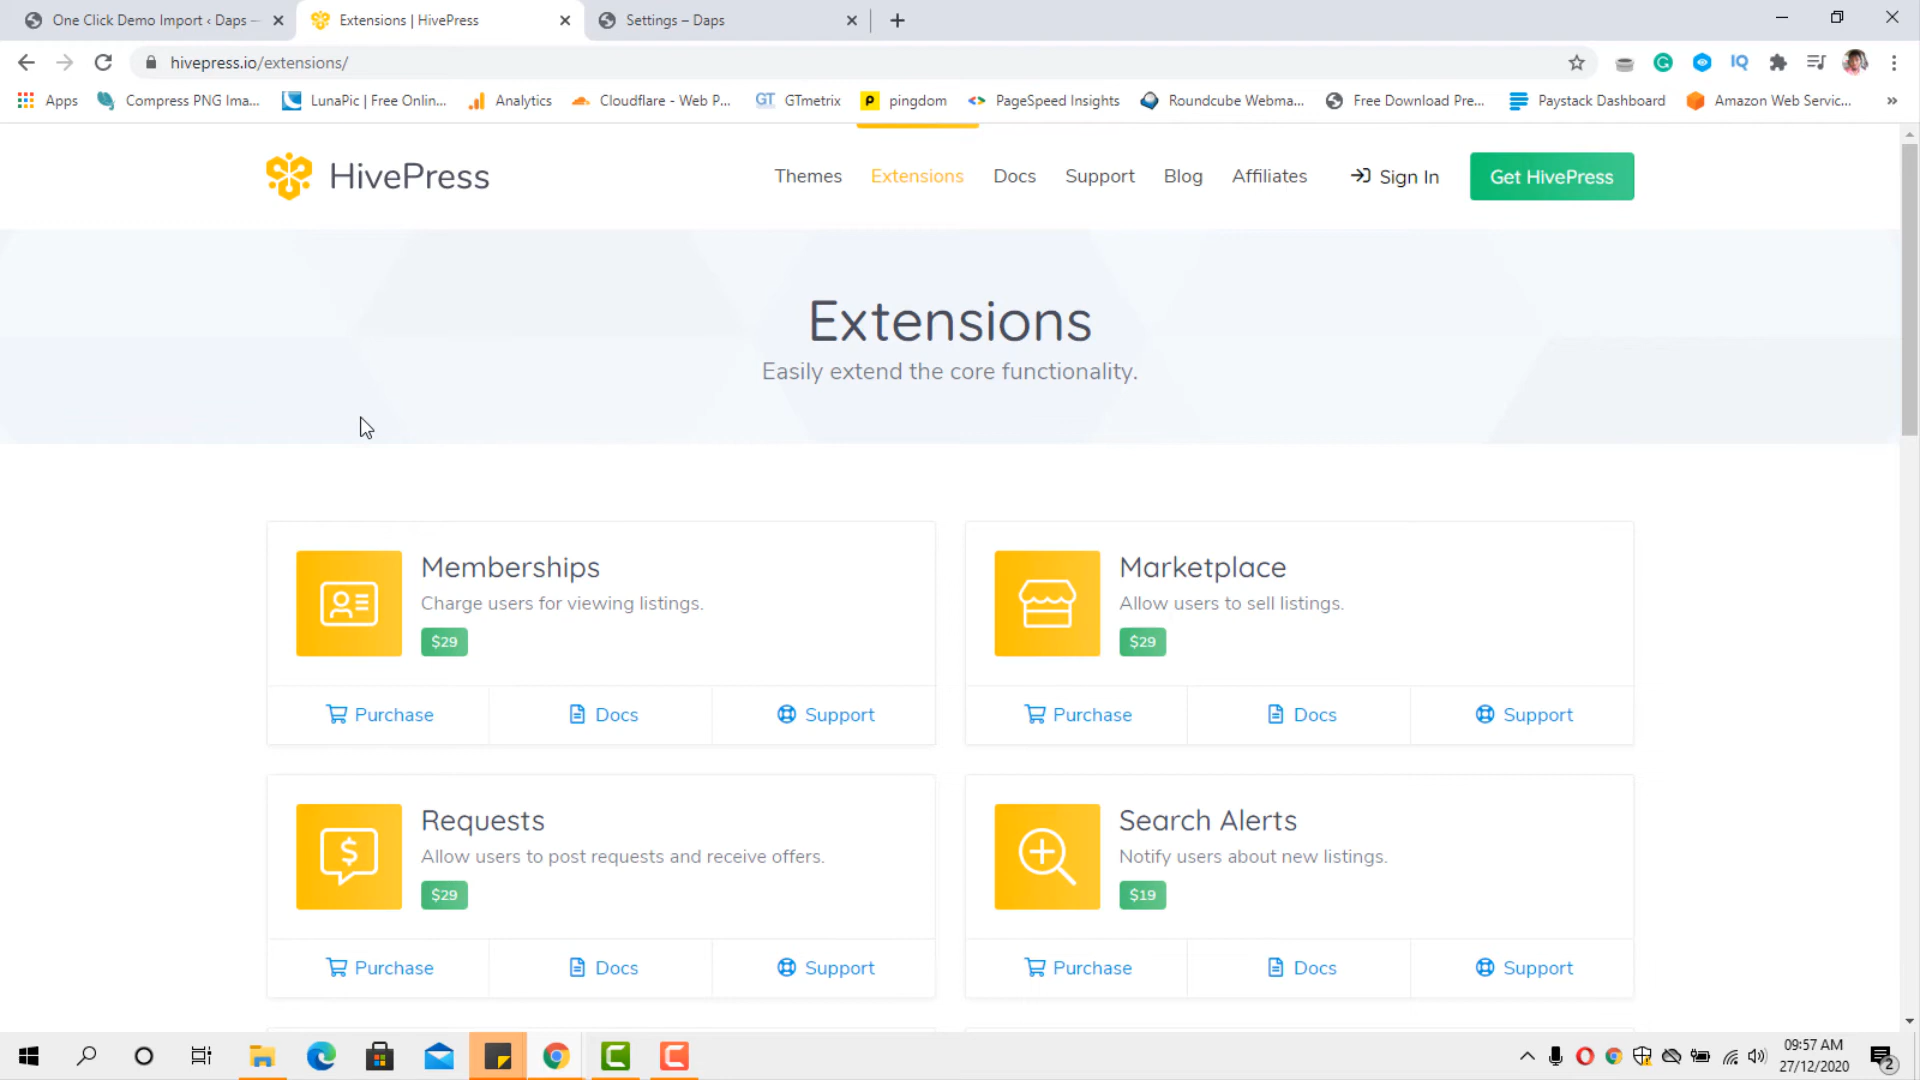 One Click Demo Import ‹ Daps —
Extensions | HivePress
Settings – Daps
hivepress.io/extensions/
IQ
Apps
Compress PNG Ima...
LunaPic | Free Onlin...
Analytics
Cloudflare - Web P...
GT GTmetrix
pingdom
PageSpeed Insights
Roundcube Webma...
Free Download Pre...
Paystack Dashboard
Amazon Web Servic...
HivePress
Themes
Extensions
Docs
Support
Blog
Affiliates
Sign In
Get HivePress
Extensions
Easily extend the core functionality.
Memberships
Charge users for viewing listings.
$29
Purchase
Docs
Support
Marketplace
Allow users to sell listings.
$29
Purchase
Docs
Support
Requests
Allow users to post requests and receive offers.
$29
Purchase
Docs
Support
Search Alerts
Notify users about new listings.
$19
Purchase
Docs
Support
09:57 AM
27/12/2020
2